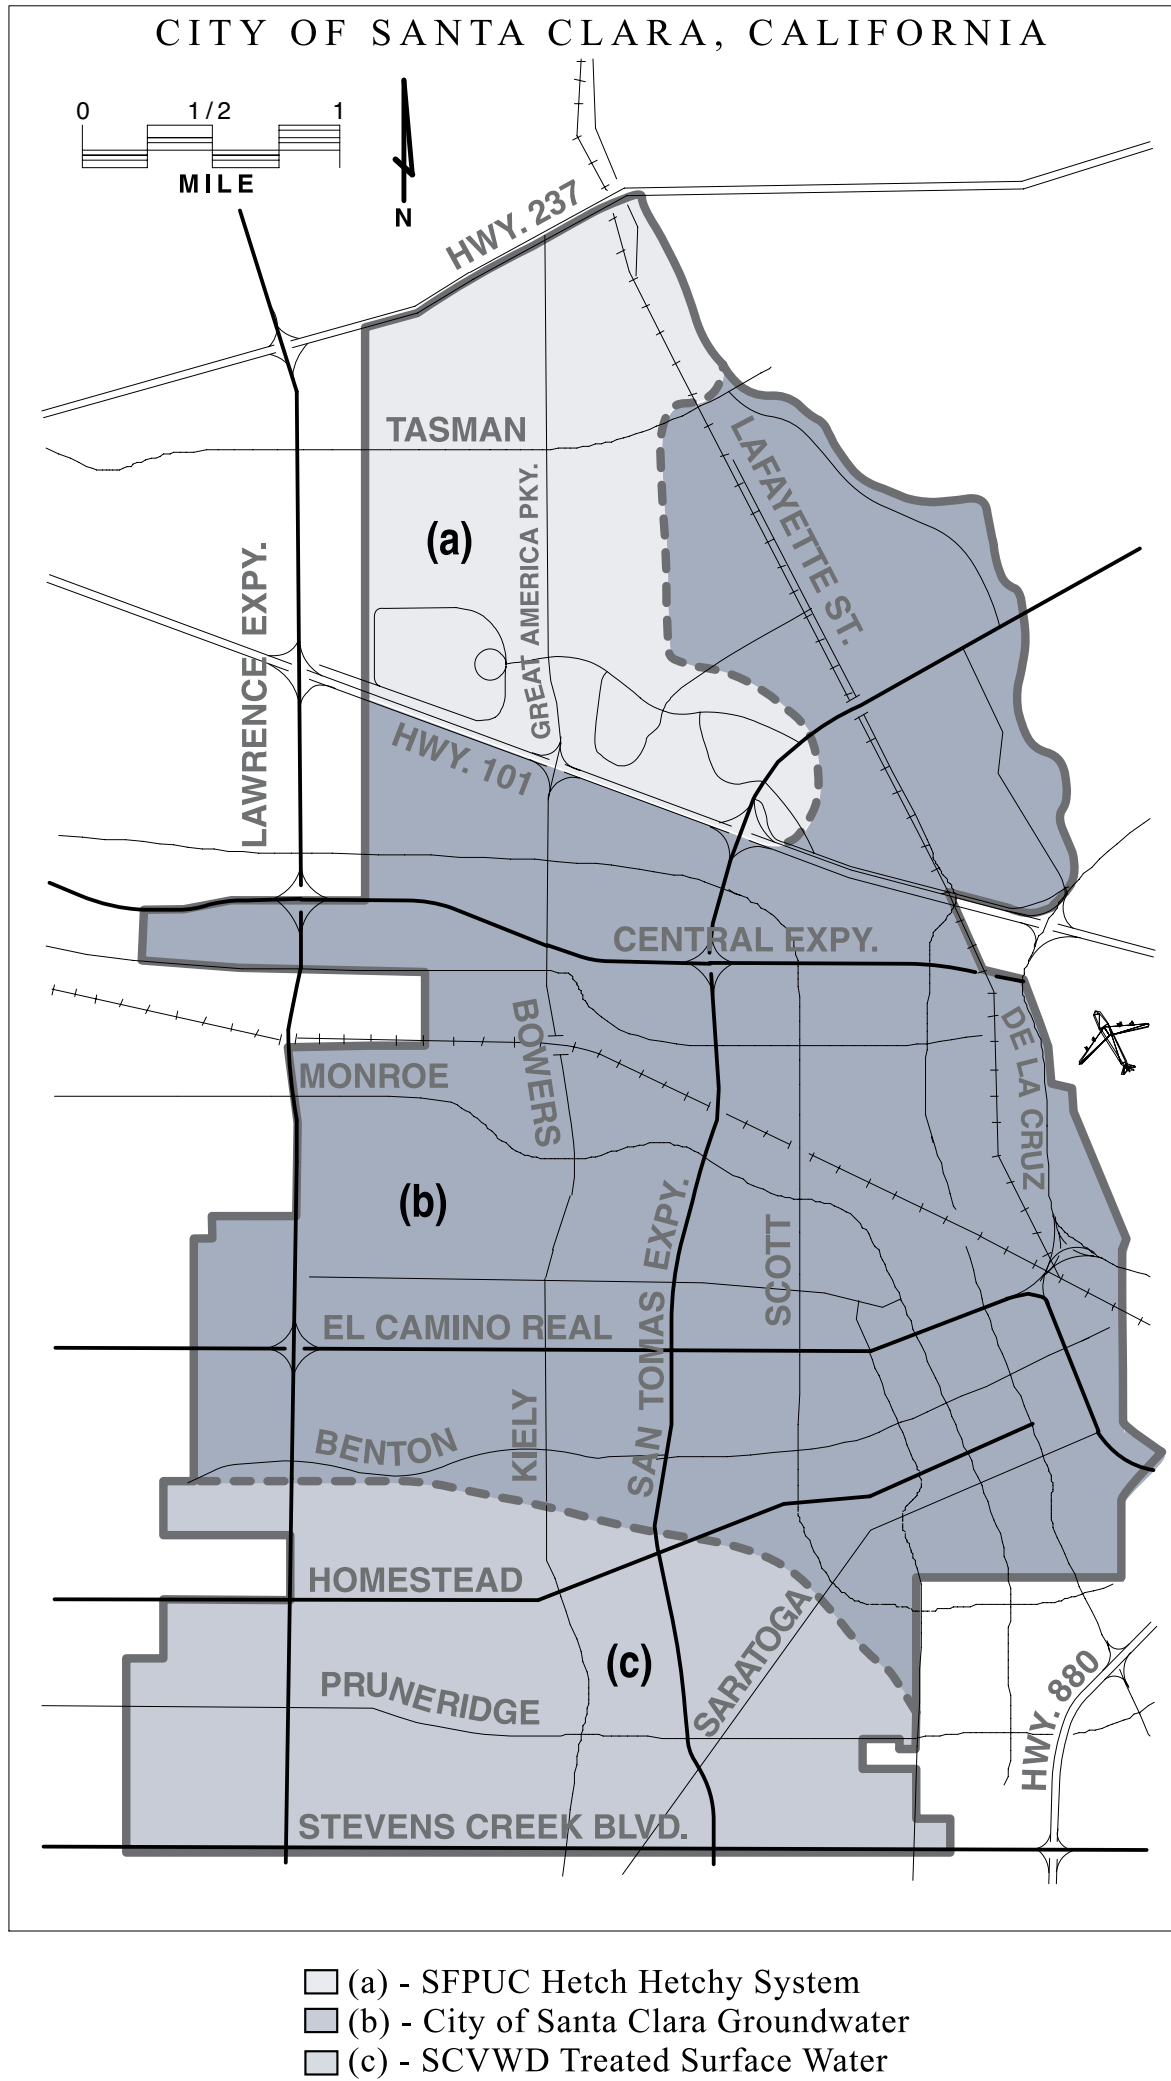 CITY OF SANTA CLARA, CALIFORNIA
0 1/2 1
MILE
N
HWY. 237
TASMAN
LAFAYETTE ST.
(a)
GREAT AMERICA PKY.
LAWRENCE EXPY.
HWY. 101
CENTRAL EXPY.
BOWERS
DE LA CRUZ
MONROE
(b)
SAN TOMAS EXPY.
SCOTT
EL CAMINO REAL
KIELY
BENTON
HOMESTEAD
(c)
SARATOGA
PRUNERIDGE
HWY. 880
STEVENS CREEK BLVD.
(a) - SFPUC Hetch Hetchy System
(b) - City of Santa Clara Groundwater
(c) - SCVWD Treated Surface Water